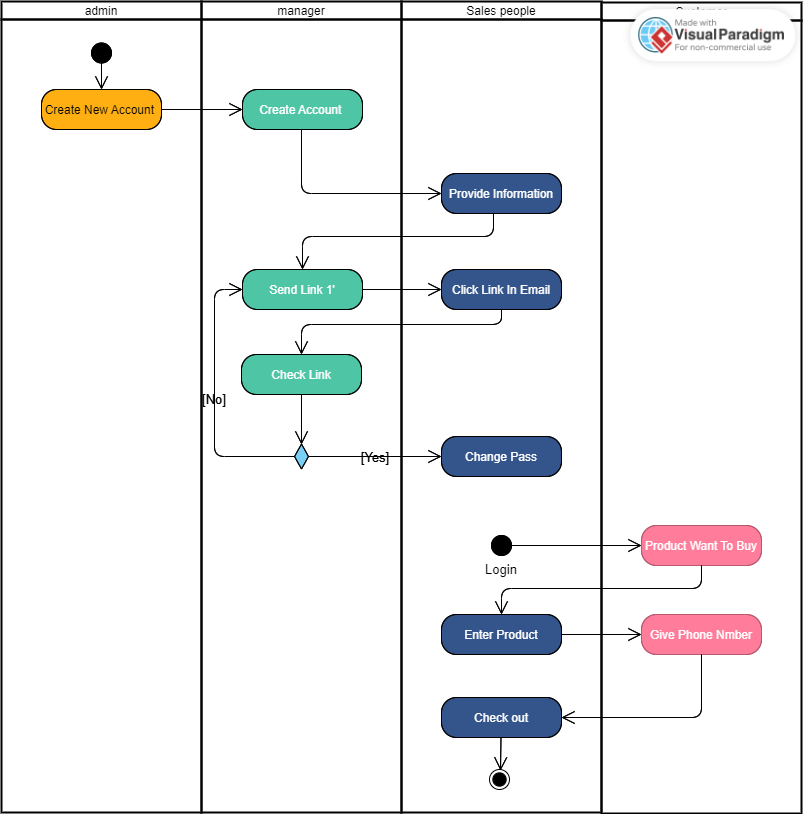 admin
manager
Sales people
Made with
Visual Paradigm
For non-commercial use
Create New Account
Create Account
Provide Information
Send Link 1'
Click Link In Email
Check Link
[No]
[Yes]
Change Pass
Product Want To Buy
Login
Enter Product
Give Phone Nmber
Check out